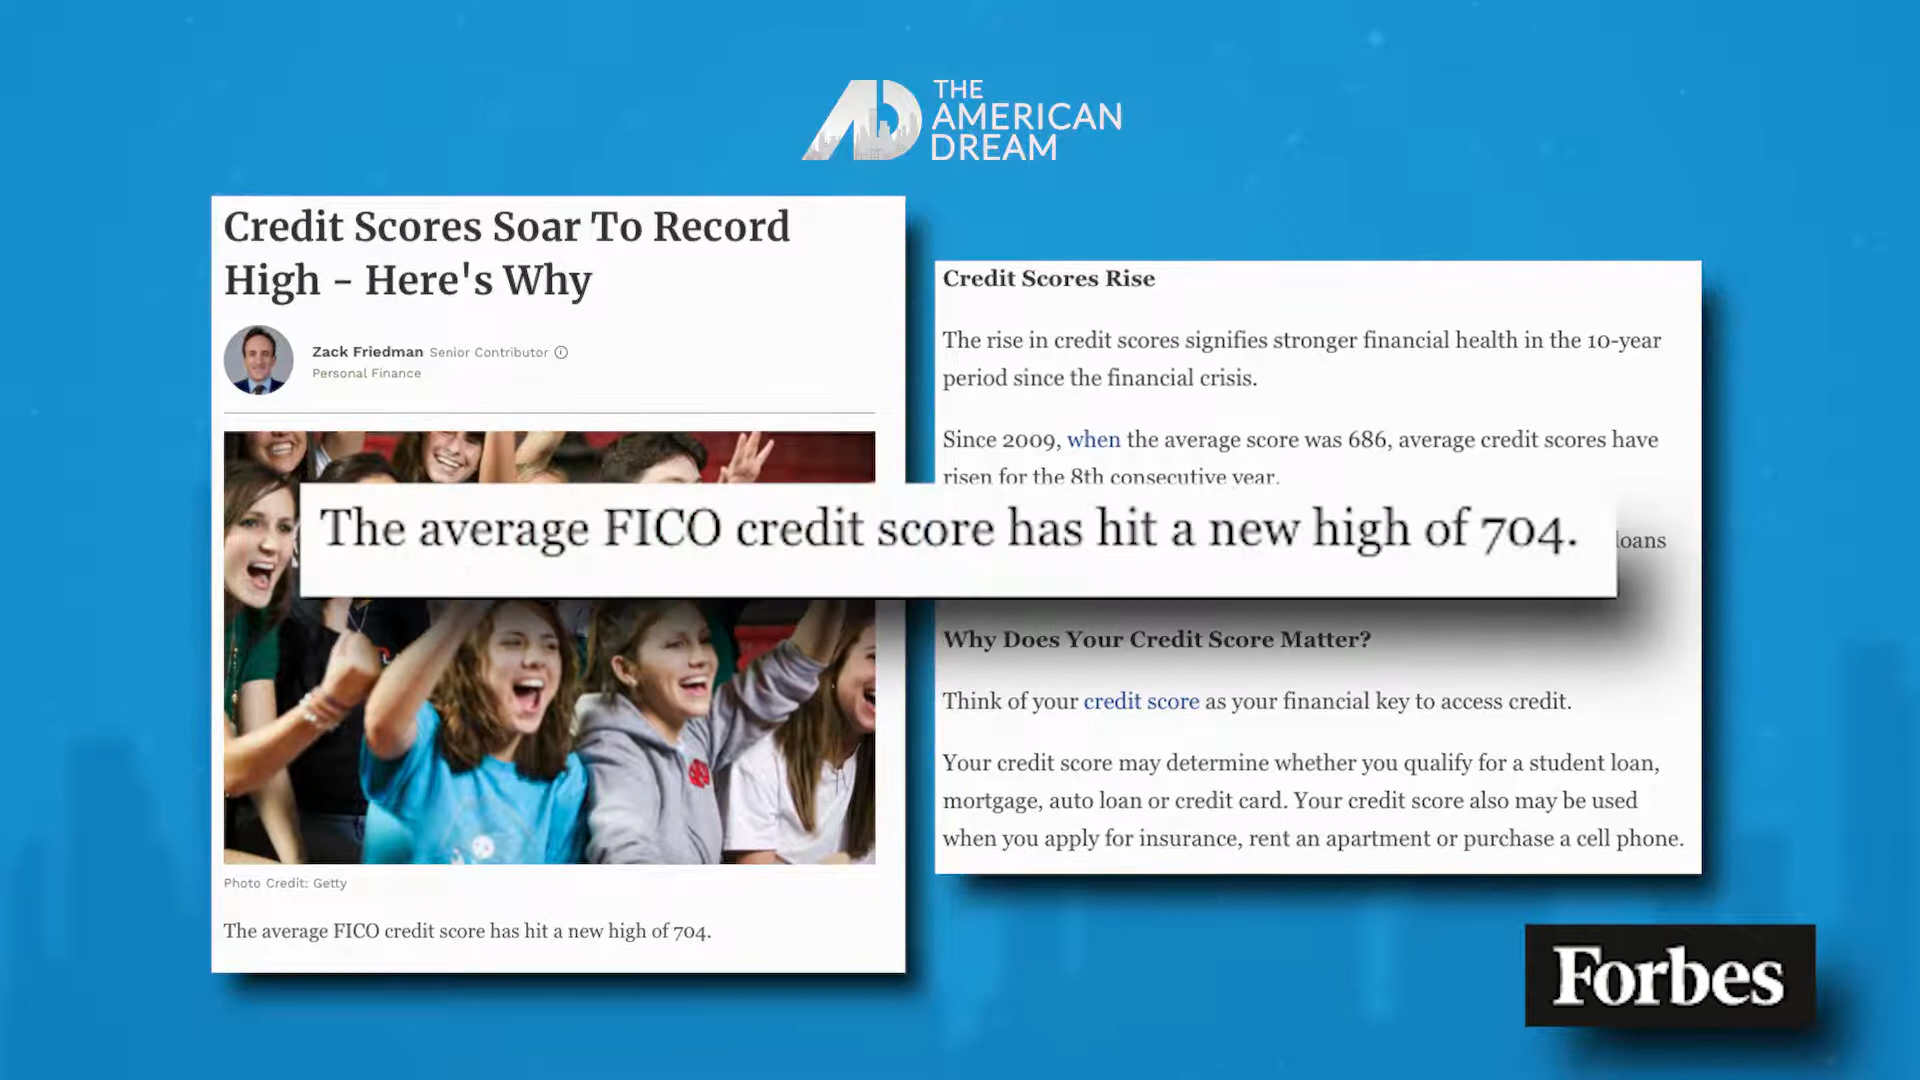 THE
AMERICAN
DREAM
Credit Scores Soar To Record
High - Here's Why
Zack Friedman Senior Contributor
Personal Finance
Photo Credit: Getty
The average FICO credit score has hit a new high of 704.
Credit Scores Rise
The rise in credit scores signifies stronger financial health in the 10-year
period since the financial crisis.
Since 2009, when the average score was 686, average credit scores have
risen for the 8th consecutive year.
The average FICO credit score has hit a new high of 704.
loans
Why Does Your Credit Score Matter?
Think of your credit score as your financial key to access credit.
Your credit score may determine whether you qualify for a student loan,
mortgage, auto loan or credit card. Your credit score also may be used
when you apply for insurance, rent an apartment or purchase a cell phone.
Forbes